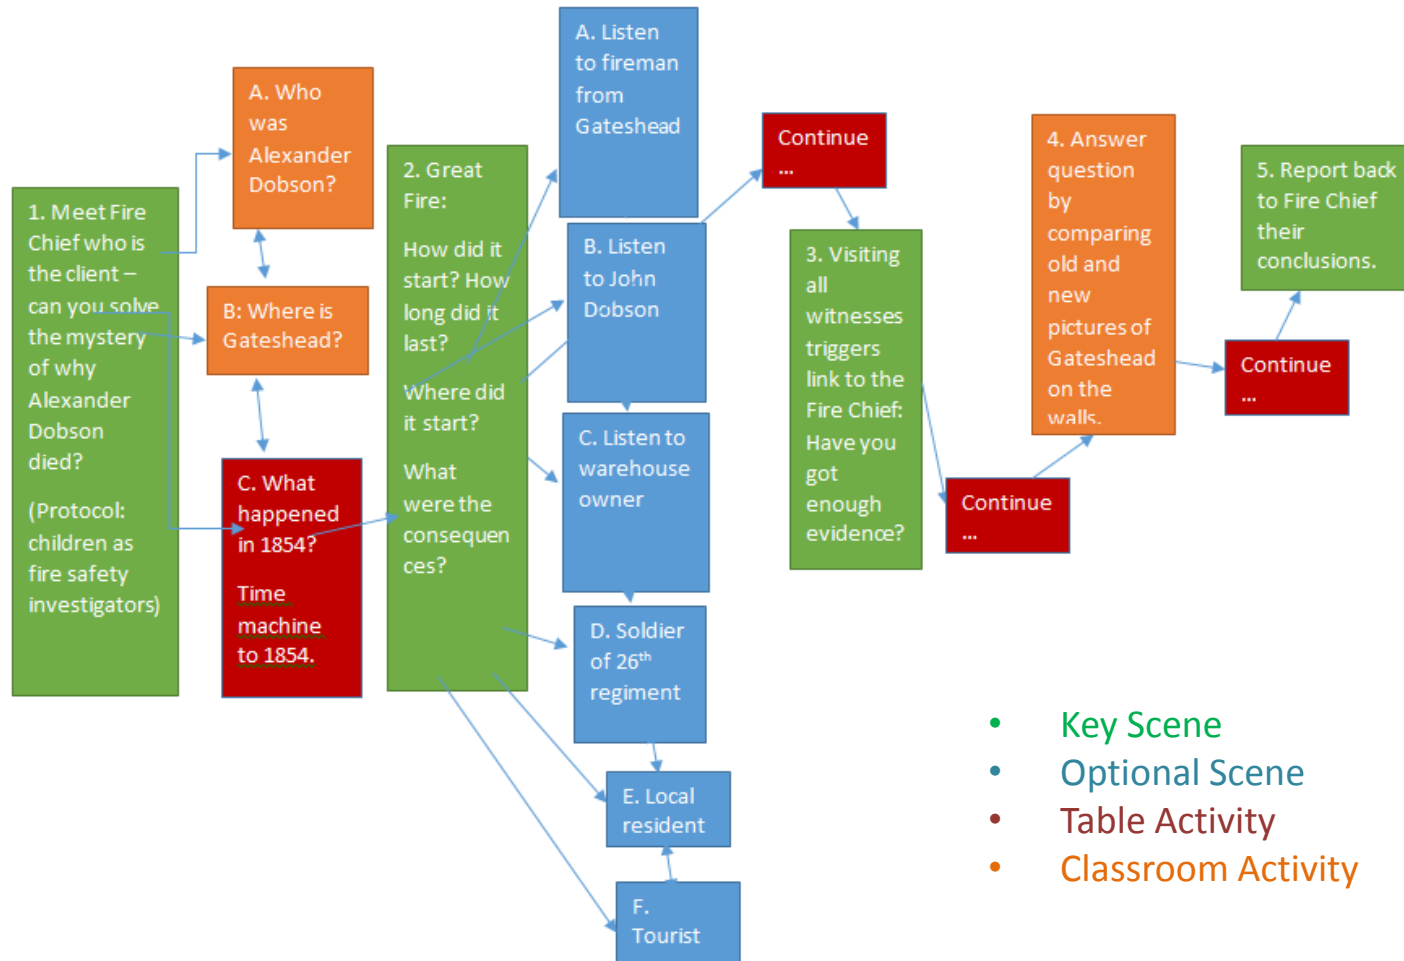 1. Meet Fire
Chief who is
the client –
can you solve
the mystery
of why
Alexander
Dobson
died?
(Protocol:
children as
fire safety
investigators)
A. Who
was
Alexander
Dobson?
B: Where is
Gateshead?
C. What
happened
in 1854?
Time
machine
to 1854.
2. Great
Fire:
How did it
start? How
long did it
last?
Where did
it start?
What
were the
consequen
ces?
A. Listen
to fireman
from
Gateshead
B. Listen
to John
Dobson
C. Listen to
warehouse
owner
D. Soldier
of 26th
regiment
E. Local
resident
F.
Tourist
Continue
...
3. Visiting
all
witnesses
triggers
link to the
Fire Chief:
Have you
got
enough
evidence?
Continue
...
4. Answer
question
by
comparing
old and
new
pictures of
Gateshead
on the
walls.
Continue
...
5. Report back
to Fire Chief
their
conclusions.
• Key Scene
• Optional Scene
• Table Activity
• Classroom Activity